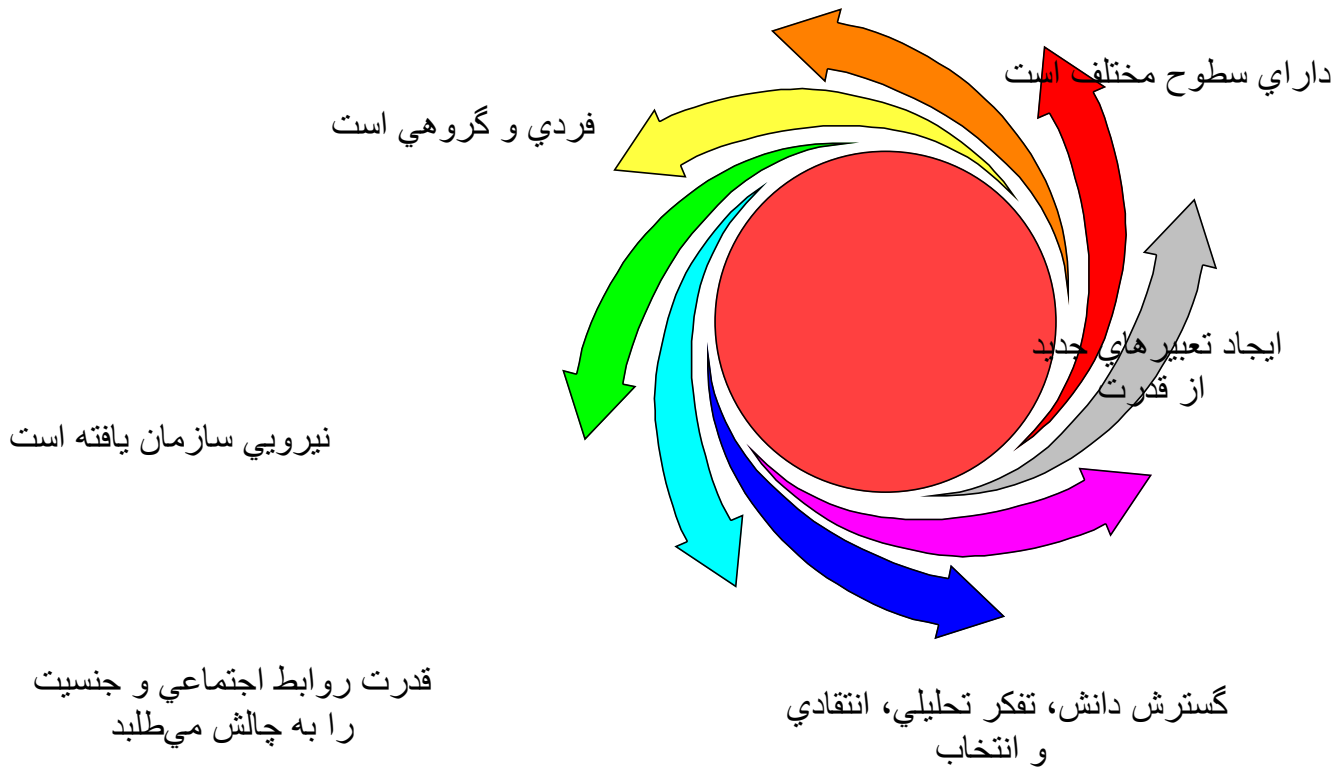 داراي سطوح مختلف است
فردي و گروهي است
ايجاد تعبيرهاي جديد
از قدرت
نيرويي سازمان يافته است
قدرت روابط اجتماعي و جنسيت
را به چالش مي‌طلبد
گسترش دانش، تفكر تحليلي، انتقادي
و انتخاب